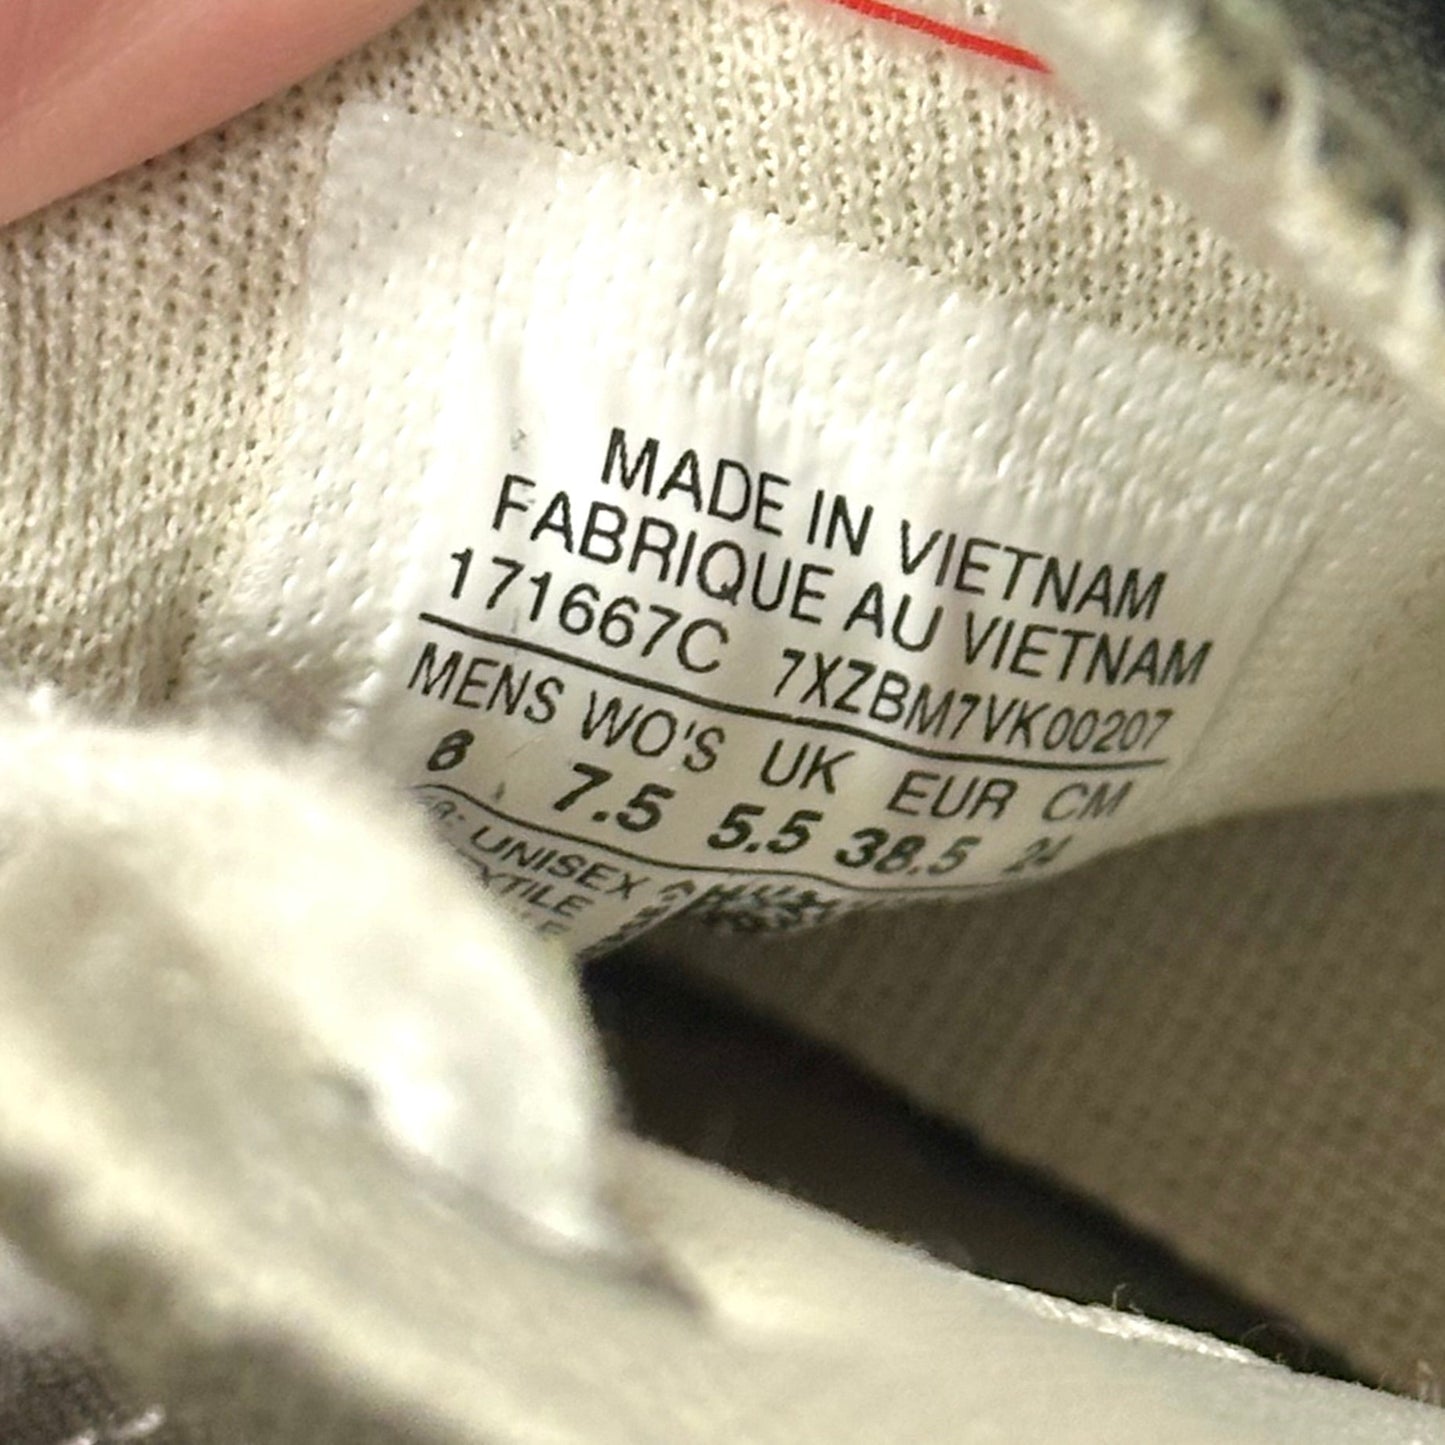 MADE IN VIETNAM
FABRIQUE AU VIETNAM
171667C 7XZBM7VK00207
MENS WO'S UK EUR CM
6 7.5 5.5 38.5 24
UNISEX